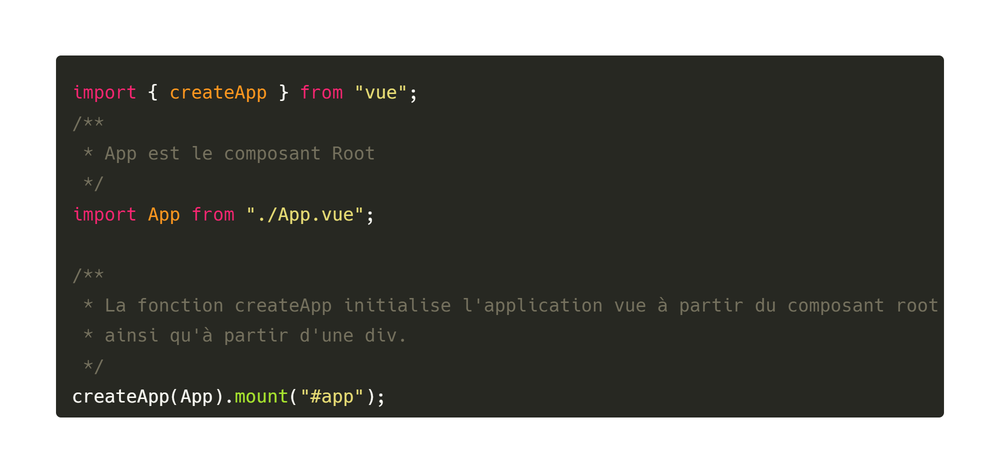 import { createApp } from "vue";
/**
 * App est le composant Root
 */
import App from "./App.vue";

/**
 * La fonction createApp initialise l'application vue à partir du composant root
 * ainsi qu'à partir d'une div.
 */
createApp(App).mount("#app");